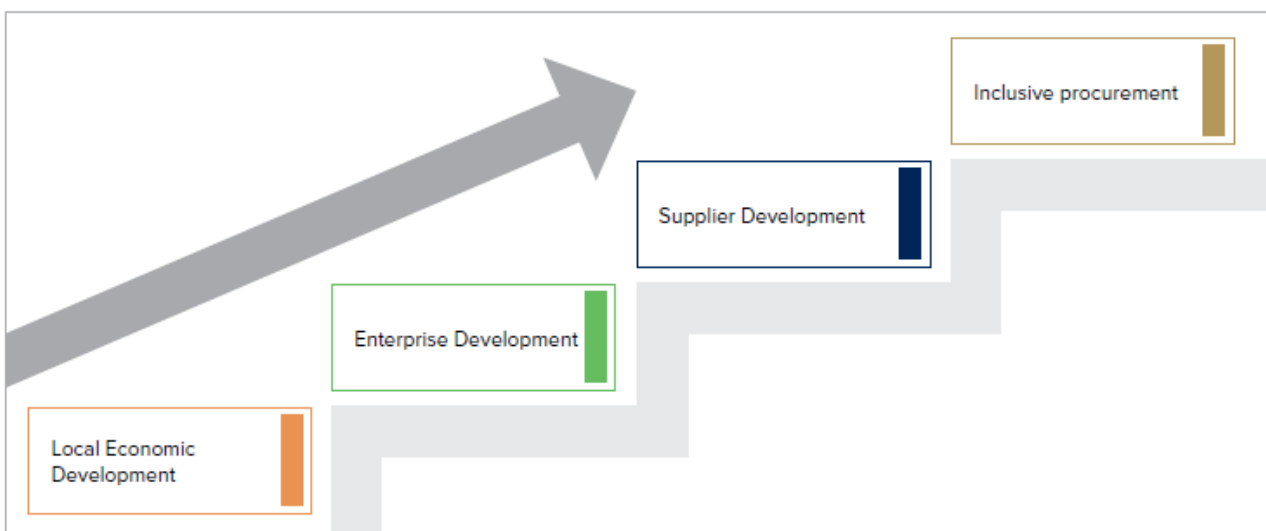 Inclusive procurement
Supplier Development
Enterprise Development
Local Economic
Development